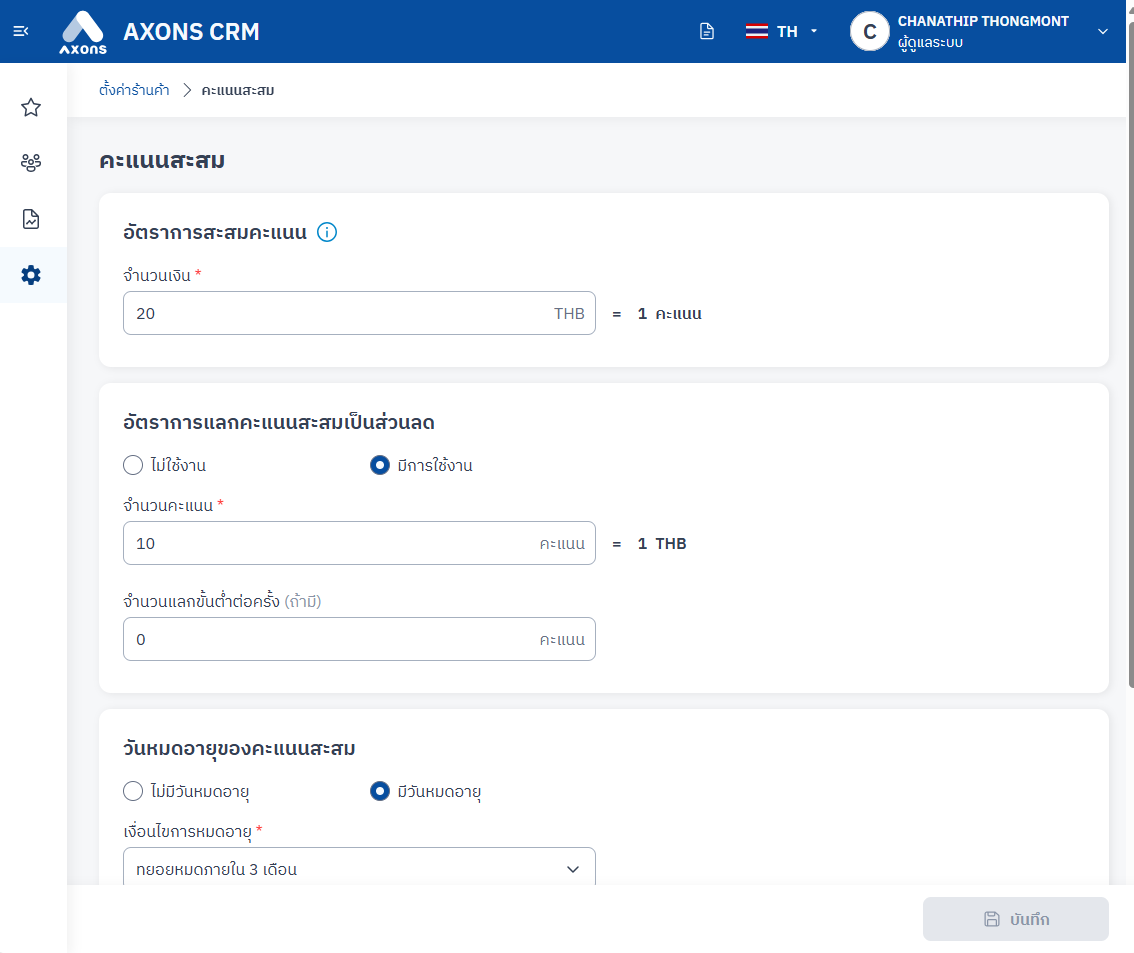 AXONS
AXONS CRM
TH
C
CHANATHIP THONGMONT
ผู้ดูแลระบบ
ตั้งค่าร้านค้า > คะแนนสะสม
คะแนนสะสม
อัตราการสะสมคะแนน
จำนวนเงิน *
20 THB = 1 คะแนน
อัตราการแลกคะแนนสะสมเป็นส่วนลด
ไม่ใช้งาน มีการใช้งาน
จำนวนคะแนน *
10 คะแนน = 1 THB
จำนวนแลกขั้นต่ำต่อครั้ง (ถ้ามี)
0 คะแนน
วันหมดอายุของคะแนนสะสม
ไม่มีวันหมดอายุ มีวันหมดอายุ
เงื่อนไขการหมดอายุ *
ทยอยหมดภายใน 3 เดือน
บันทึก